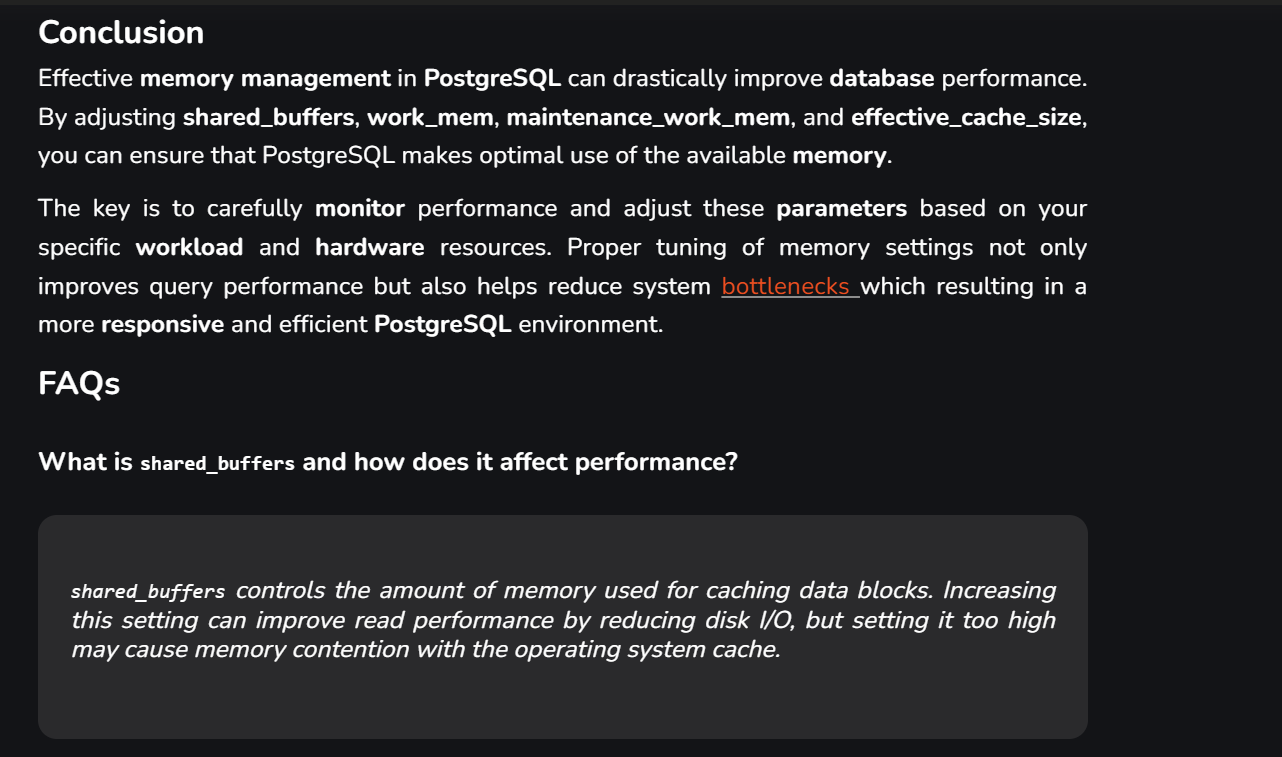 Conclusion
Effective memory management in PostgreSQL can drastically improve database performance.
By adjusting shared_buffers, work_mem, maintenance_work_mem, and effective_cache_size,
you can ensure that PostgreSQL makes optimal use of the available memory.
The key is to carefully monitor performance and adjust these parameters based on your
specific workload and hardware resources. Proper tuning of memory settings not only
improves query performance but also helps reduce system bottlenecks which resulting in a
more responsive and efficient PostgreSQL environment.
FAQs
What is shared_buffers and how does it affect performance?
shared_buffers controls the amount of memory used for caching data blocks. Increasing
this setting can improve read performance by reducing disk I/O, but setting it too high
may cause memory contention with the operating system cache.